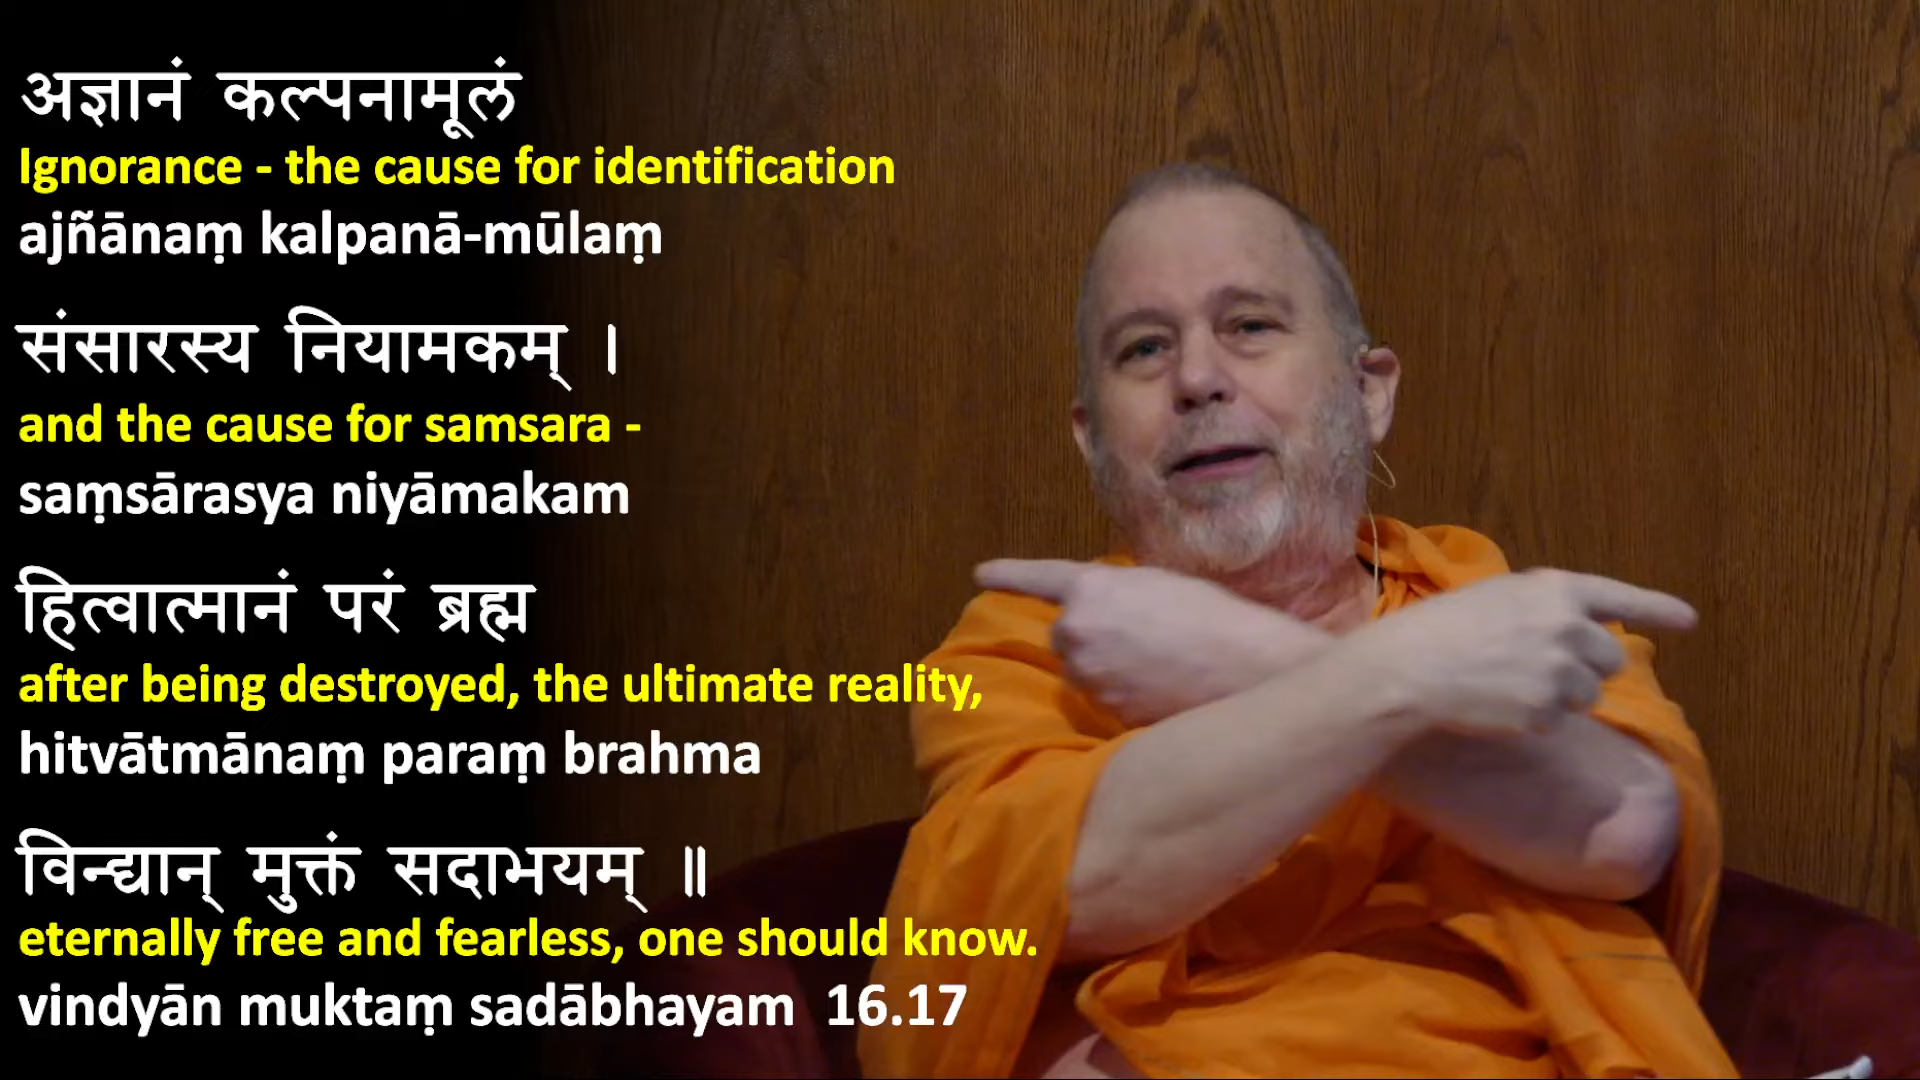 अज्ञानं कल्पनामूलं
Ignorance - the cause for identification
ajñānaṃ kalpanā-mūlaṃ
संसारस्य नियामकम् ।
and the cause for samsara -
saṃsārasya niyāmakam
हित्वात्मानं परं ब्रह्म
after being destroyed, the ultimate reality,
hitvātmānaṃ paraṃ brahma
विन्द्यान् मुक्तं सदाभयम् ॥
eternally free and fearless, one should know.
vindyān muktaṃ sadābhayam 16.17